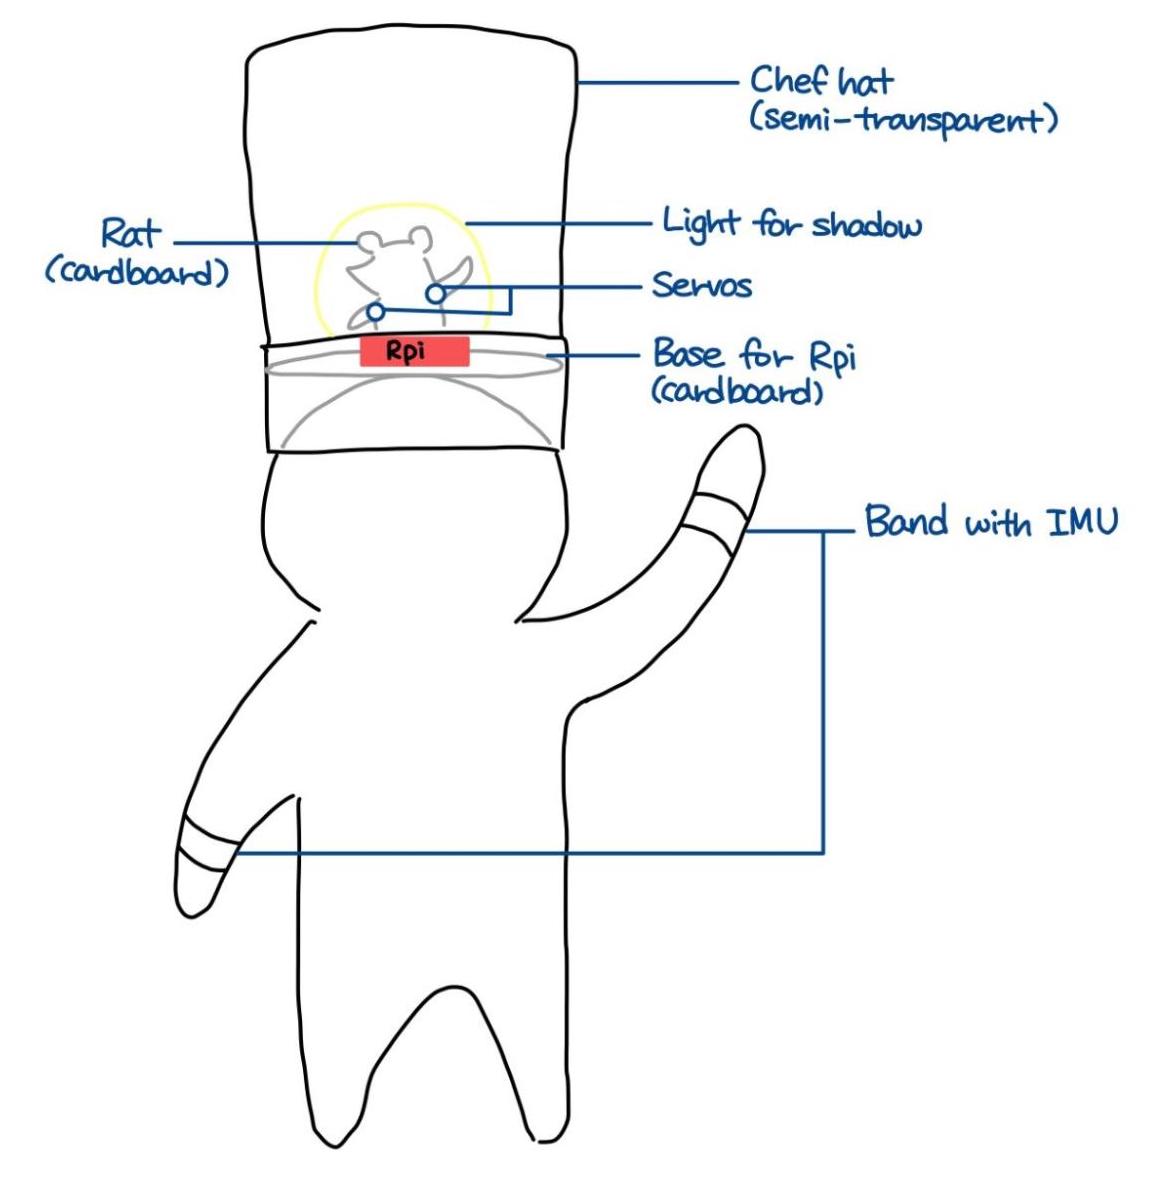 Chef hat
(semi-transparent)
Rat
(cardboard)
Light for shadow
Servos
Rpi
Base for Rpi
(cardboard)
Band with IMU